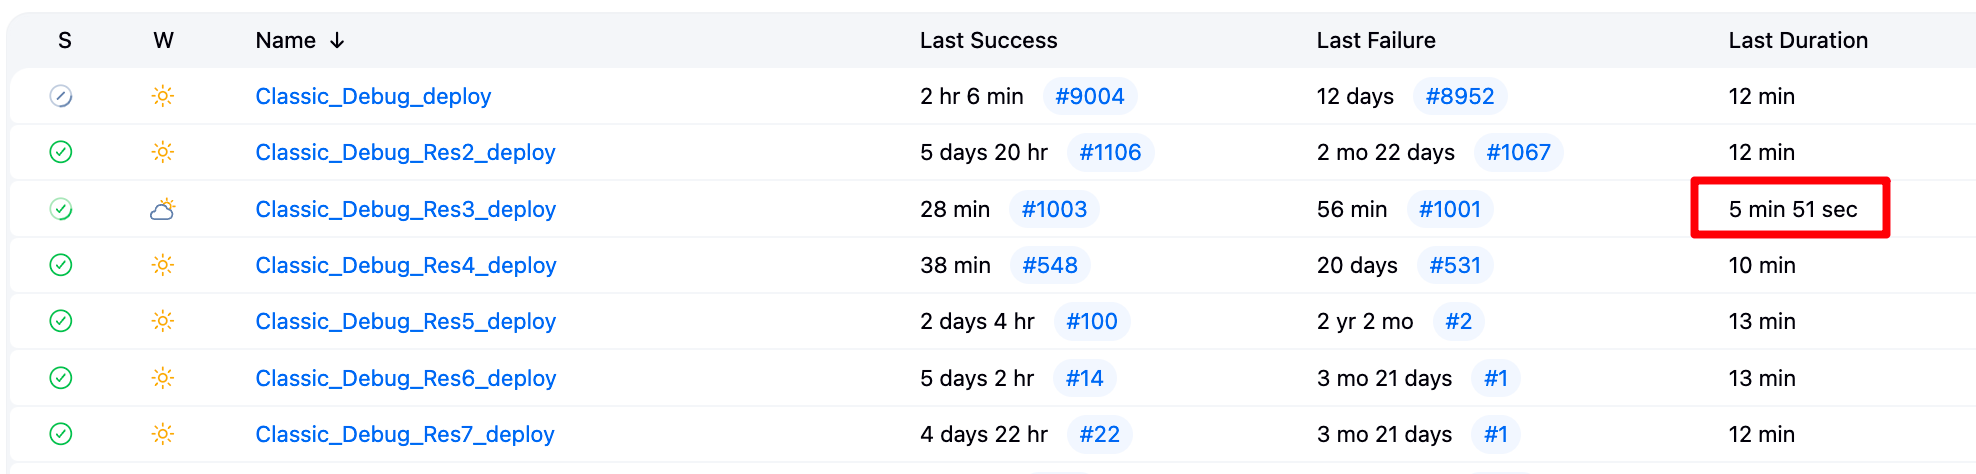 S W Name ↓ Last Success Last Failure Last Duration
Classic_Debug_deploy 2 hr 6 min #9004 12 days #8952 12 min
Classic_Debug_Res2_deploy 5 days 20 hr #1106 2 mo 22 days #1067 12 min
Classic_Debug_Res3_deploy 28 min #1003 56 min #1001 5 min 51 sec
Classic_Debug_Res4_deploy 38 min #548 20 days #531 10 min
Classic_Debug_Res5_deploy 2 days 4 hr #100 2 yr 2 mo #2 13 min
Classic_Debug_Res6_deploy 5 days 2 hr #14 3 mo 21 days #1 13 min
Classic_Debug_Res7_deploy 4 days 22 hr #22 3 mo 21 days #1 12 min